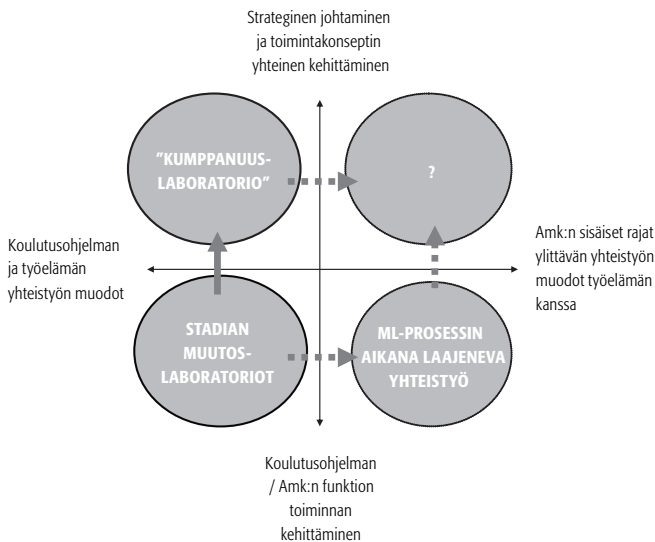 Strateginen johtaminen
ja toimintakonseptin
yhteinen kehittäminen
"KUMPPANUUS-
LABORATORIO"
?
Koulutusohjelman
ja työelämän
yhteistyön muodot
Amk:n sisäiset rajat
ylittävän yhteistyön
muodot työelämän
kanssa
STADIAN
MUUTOS-
LABORATORIOT
ML-PROSESSIN
AIKANA LAAJENEVA
YHTEISTYÖ
Koulutusohjelman
/ Amk:n funktion
toiminnan
kehittäminen